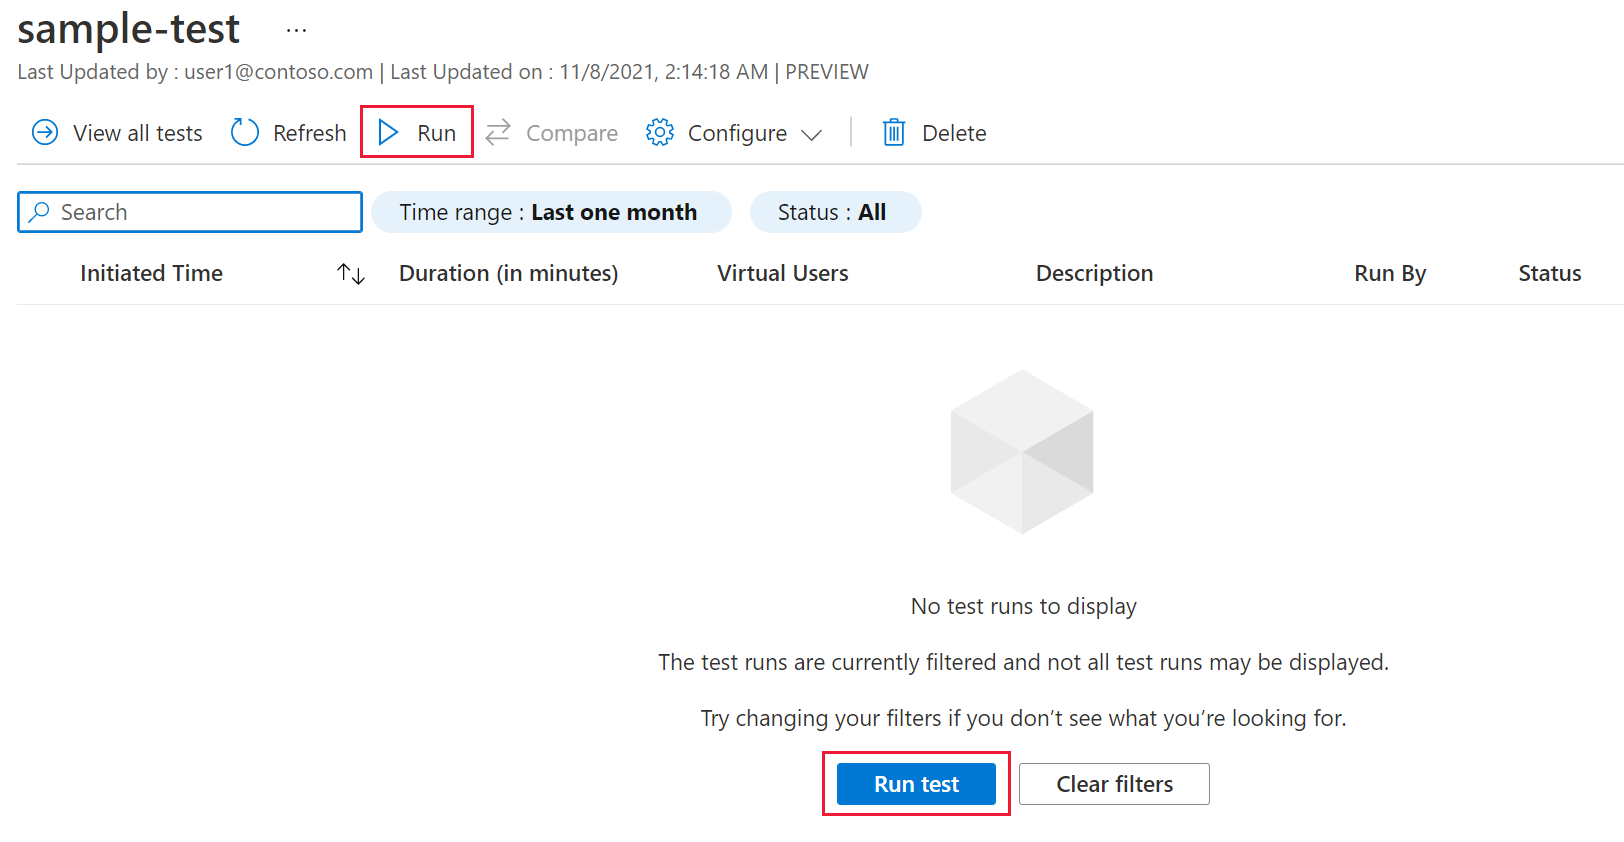 sample-test ...
Last Updated by : user1@contoso.com | Last Updated on : 11/8/2021, 2:14:18 AM | PREVIEW
View all tests Refresh Run Compare Configure Delete
Search Time range : Last one month Status : All
Initiated Time Duration (in minutes) Virtual Users Description Run By Status
No test runs to display
The test runs are currently filtered and not all test runs may be displayed.
Try changing your filters if you don’t see what you’re looking for.
Run test Clear filters